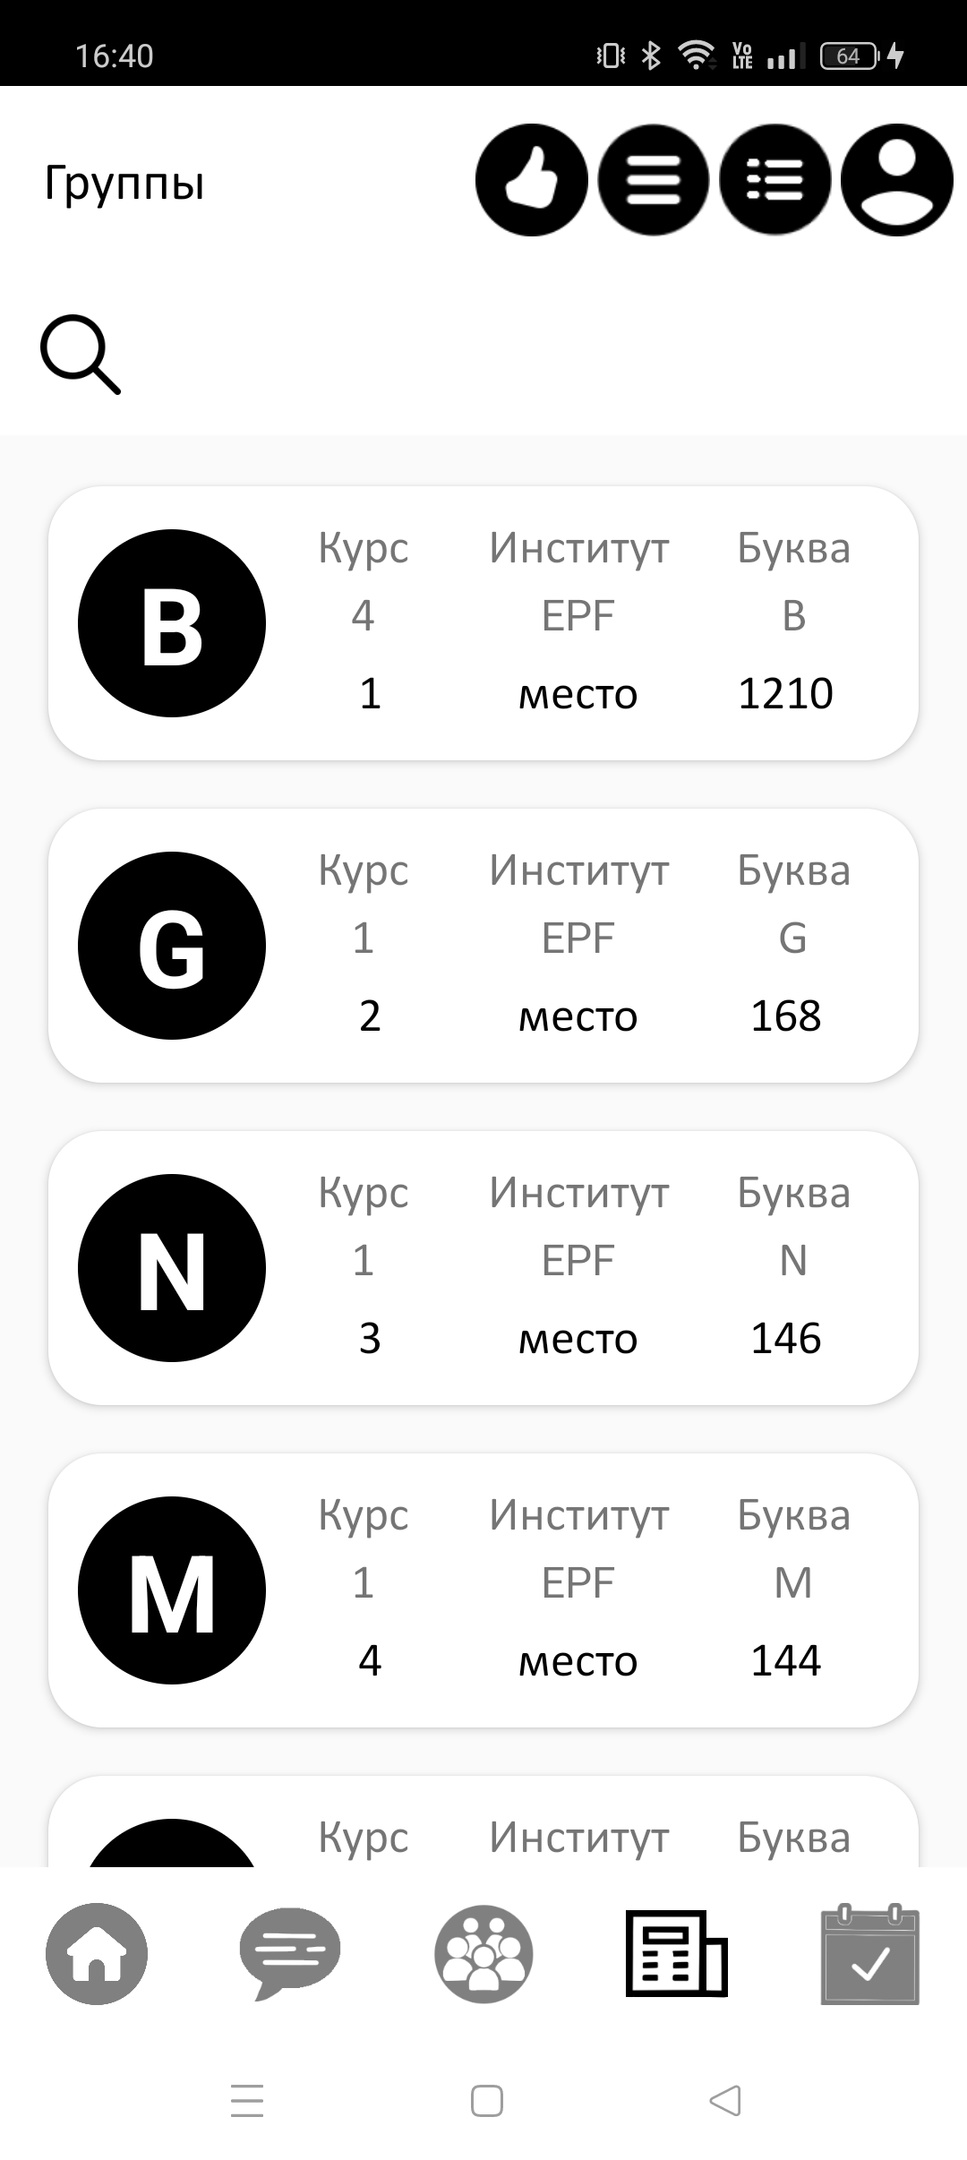 16:40 Vo LTE 64
Группы
Курс Институт Буква
B 4 EPF B
1 место 1210
Курс Институт Буква
G 1 EPF G
2 место 168
Курс Институт Буква
N 1 EPF N
3 место 146
Курс Институт Буква
M 1 EPF M
4 место 144
Курс Институт Буква